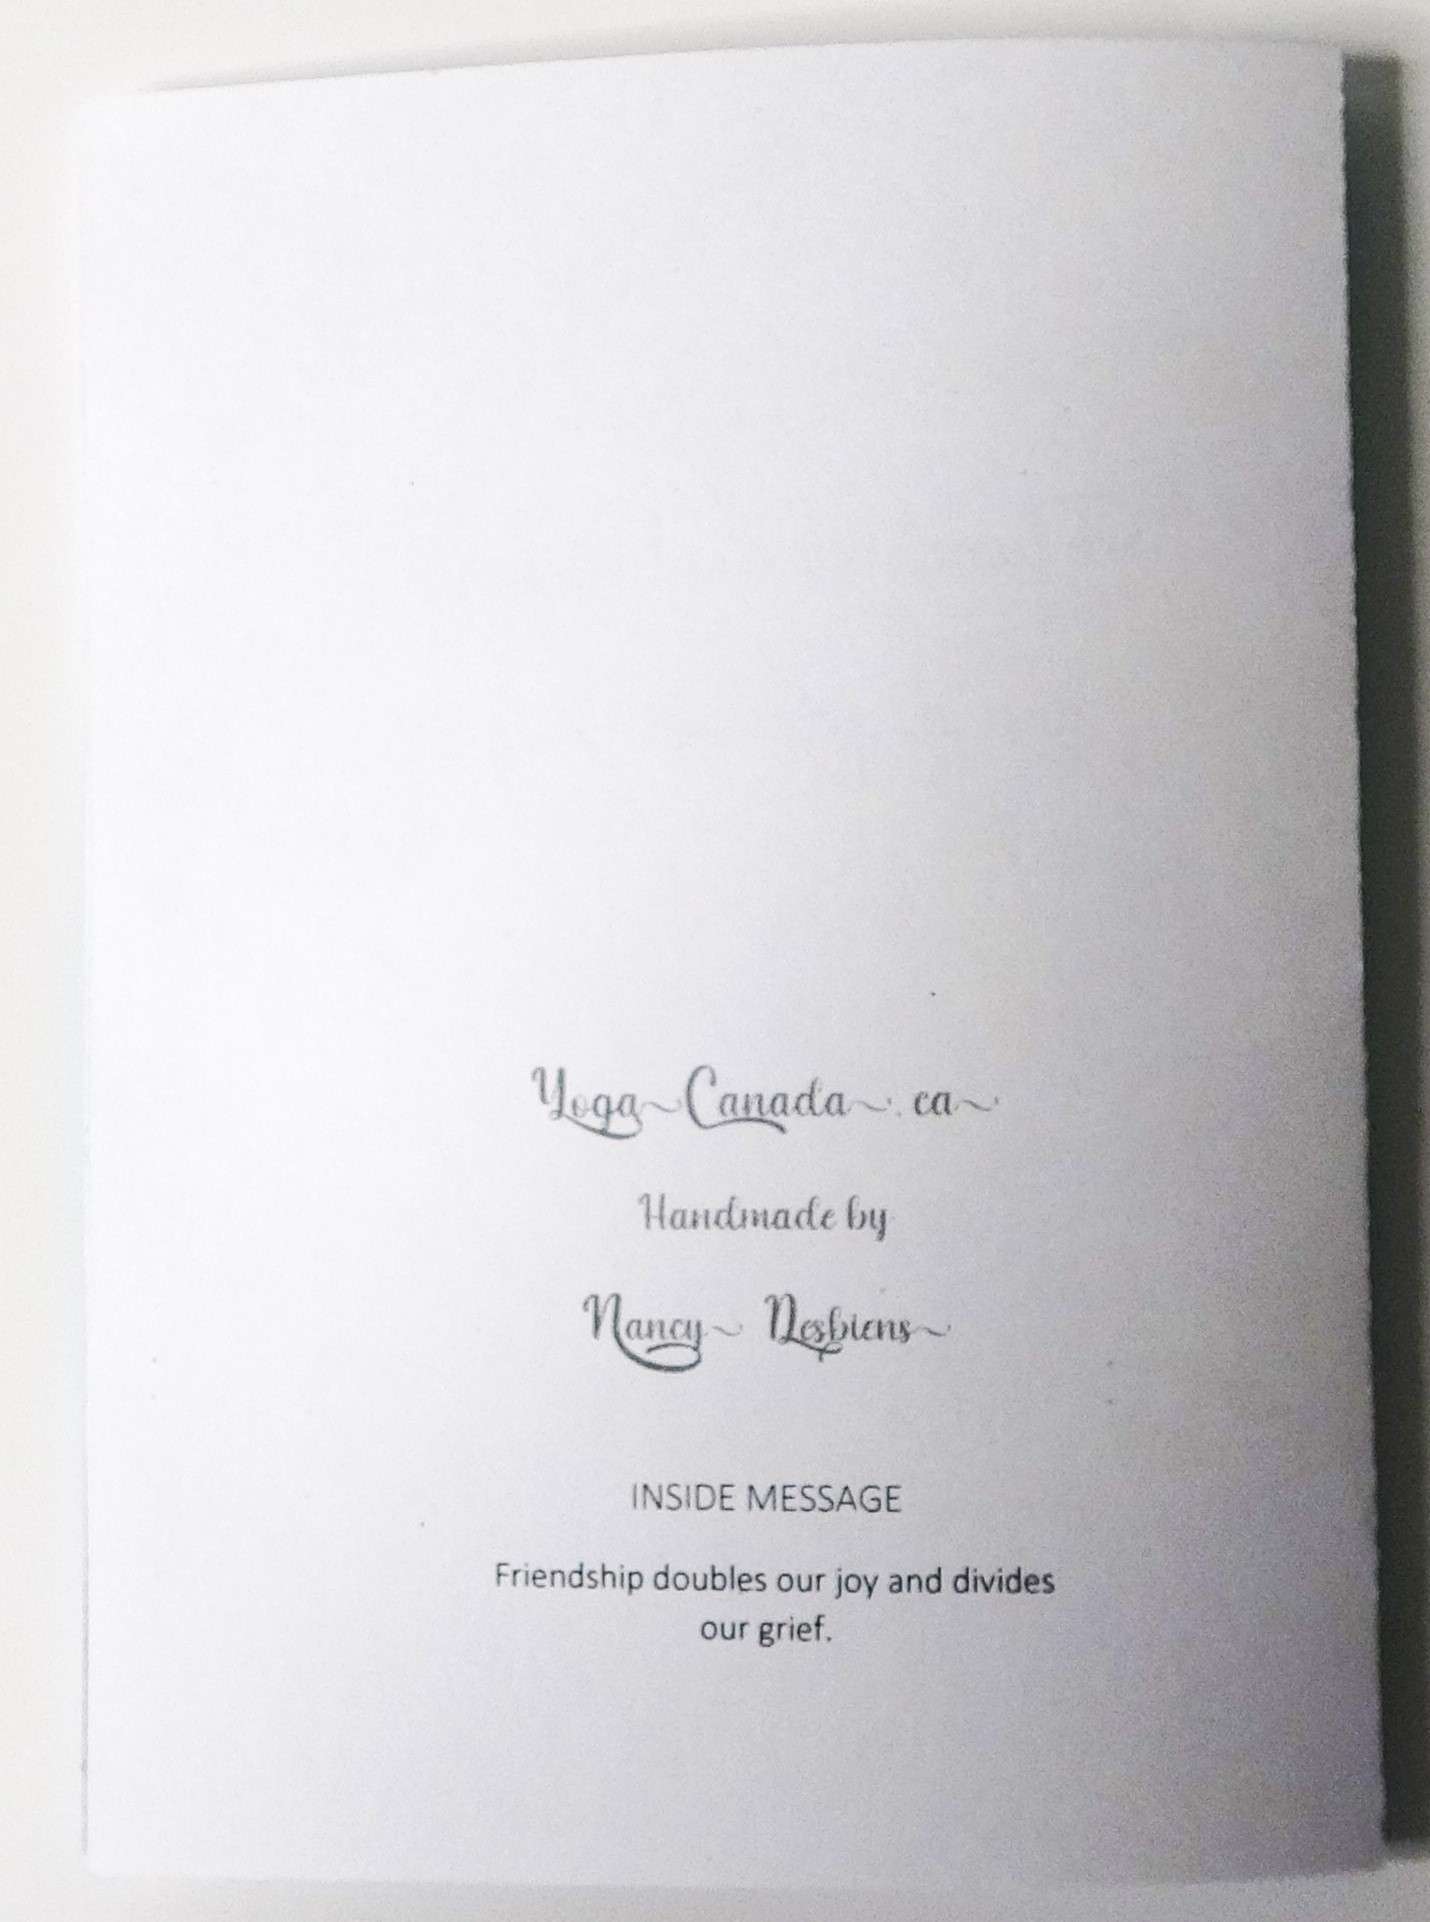 Yoga Canada . ca
Handmade by
Nancy Desbiens
INSIDE MESSAGE
Friendship doubles our joy and divides
our grief.